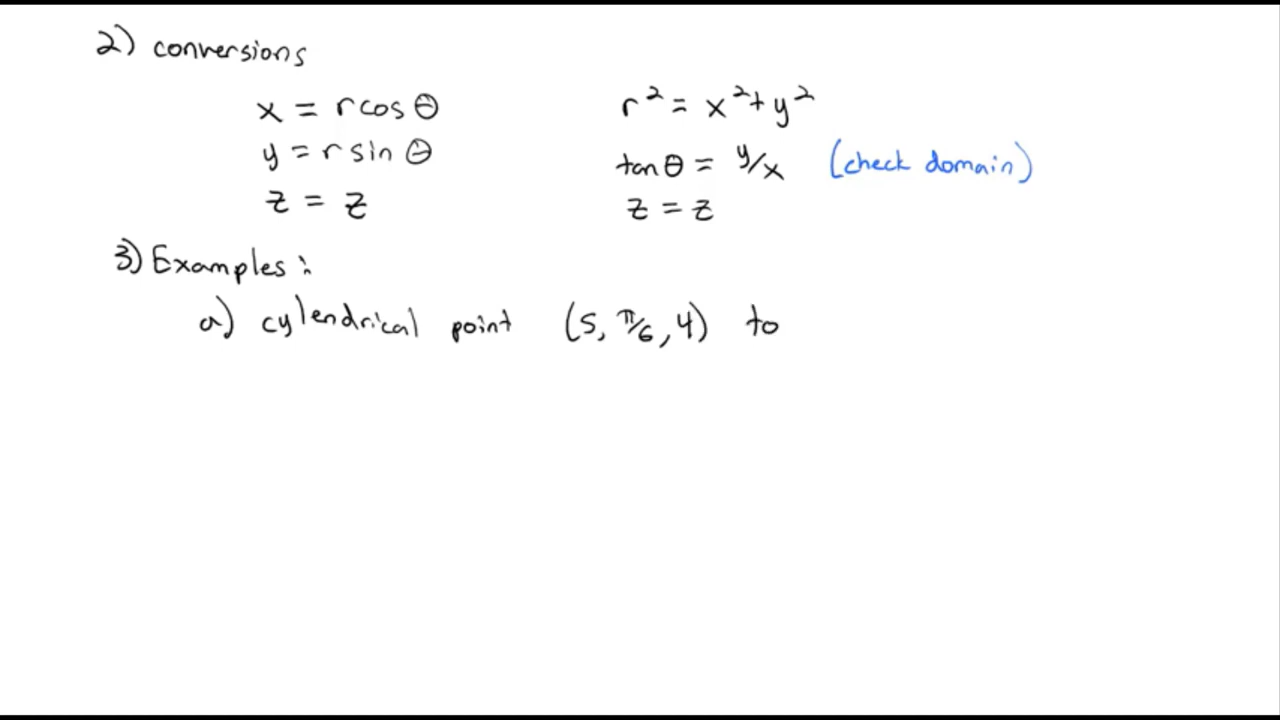 2) conversions
x = r cos θ
r² = x² + y²
y = r sin θ
tan θ = y/x (check domain)
z = z
z = z
3) Examples:
a) cylendrical point (5, π/6, 4) to